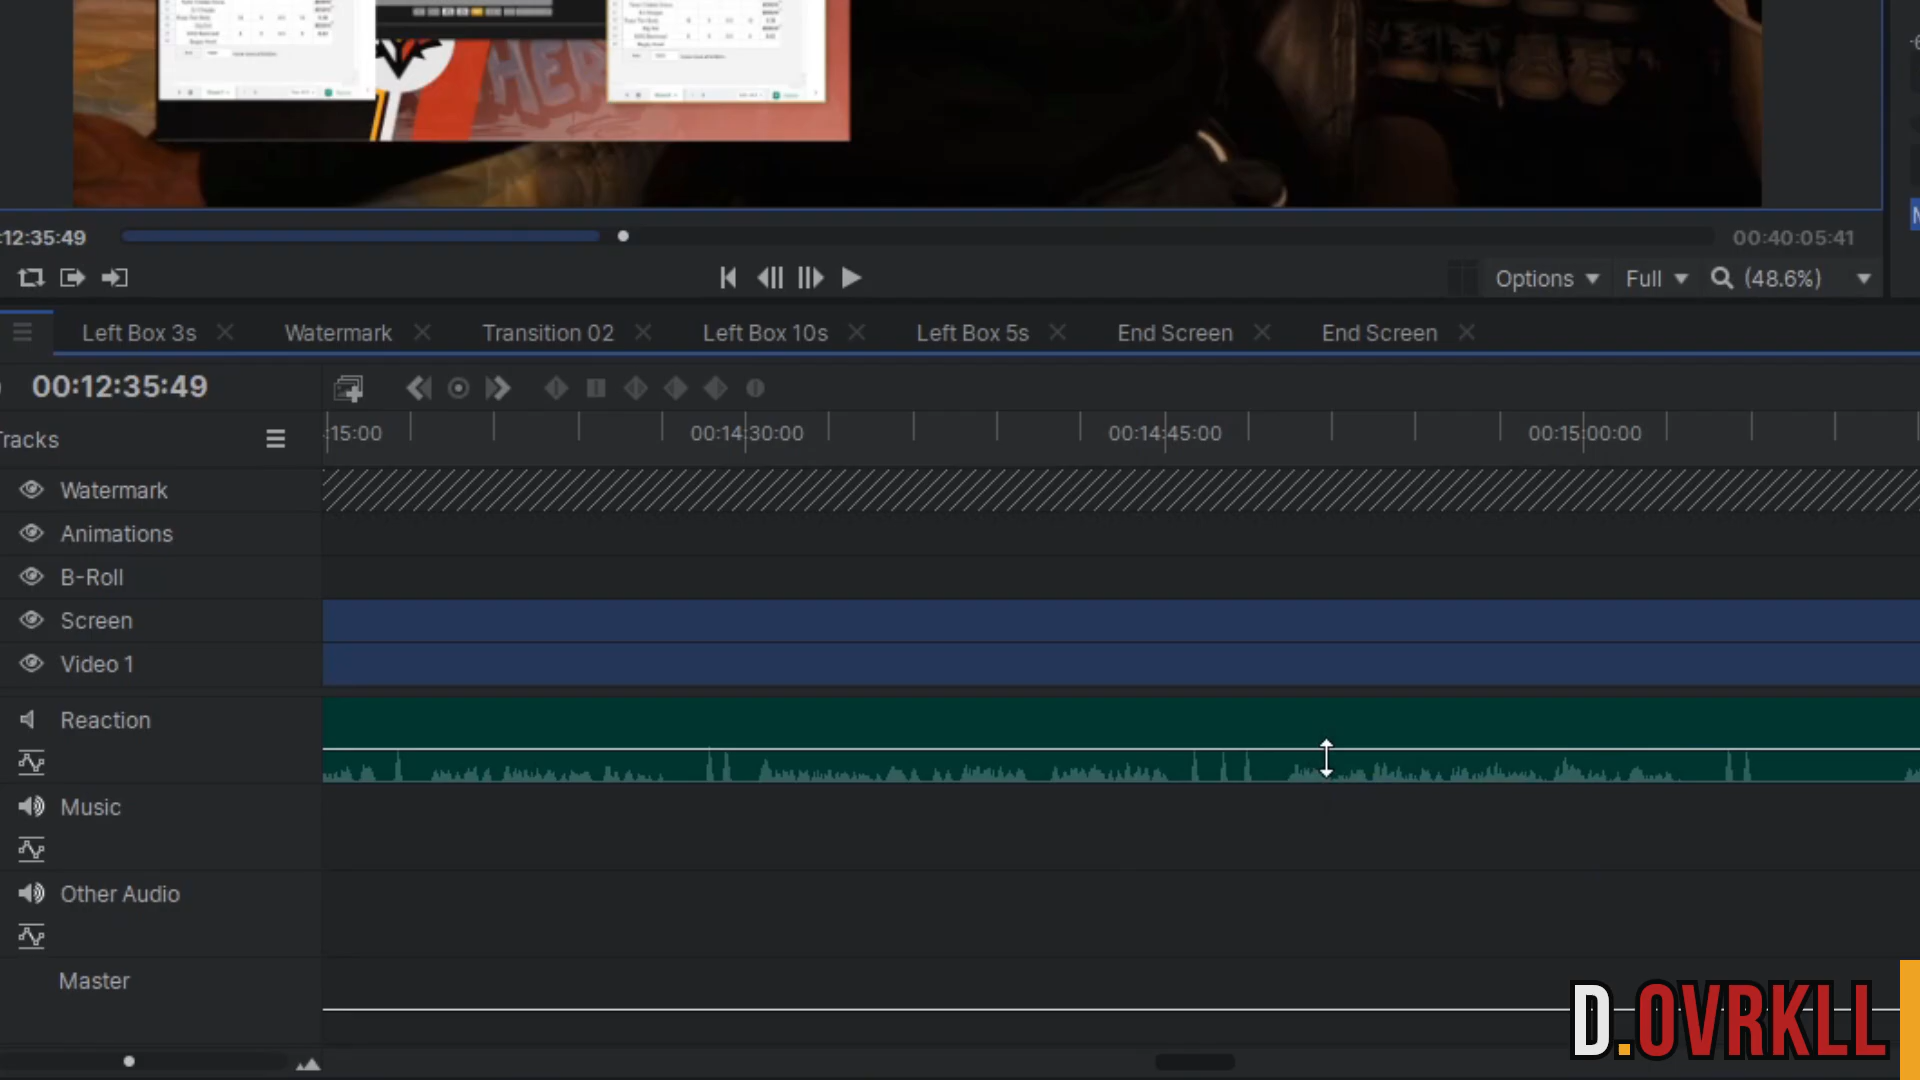 HER
:12:35:49
00:40:05:41
Options
Full
(48.6%)
Left Box 3s
Watermark
Transition 02
Left Box 10s
Left Box 5s
End Screen
End Screen
00:12:35:49
Tracks
:15:00
00:14:30:00
00:14:45:00
00:15:00:00
Watermark
Animations
B-Roll
Screen
Video 1
Reaction
Music
Other Audio
Master
D.OVRKLL